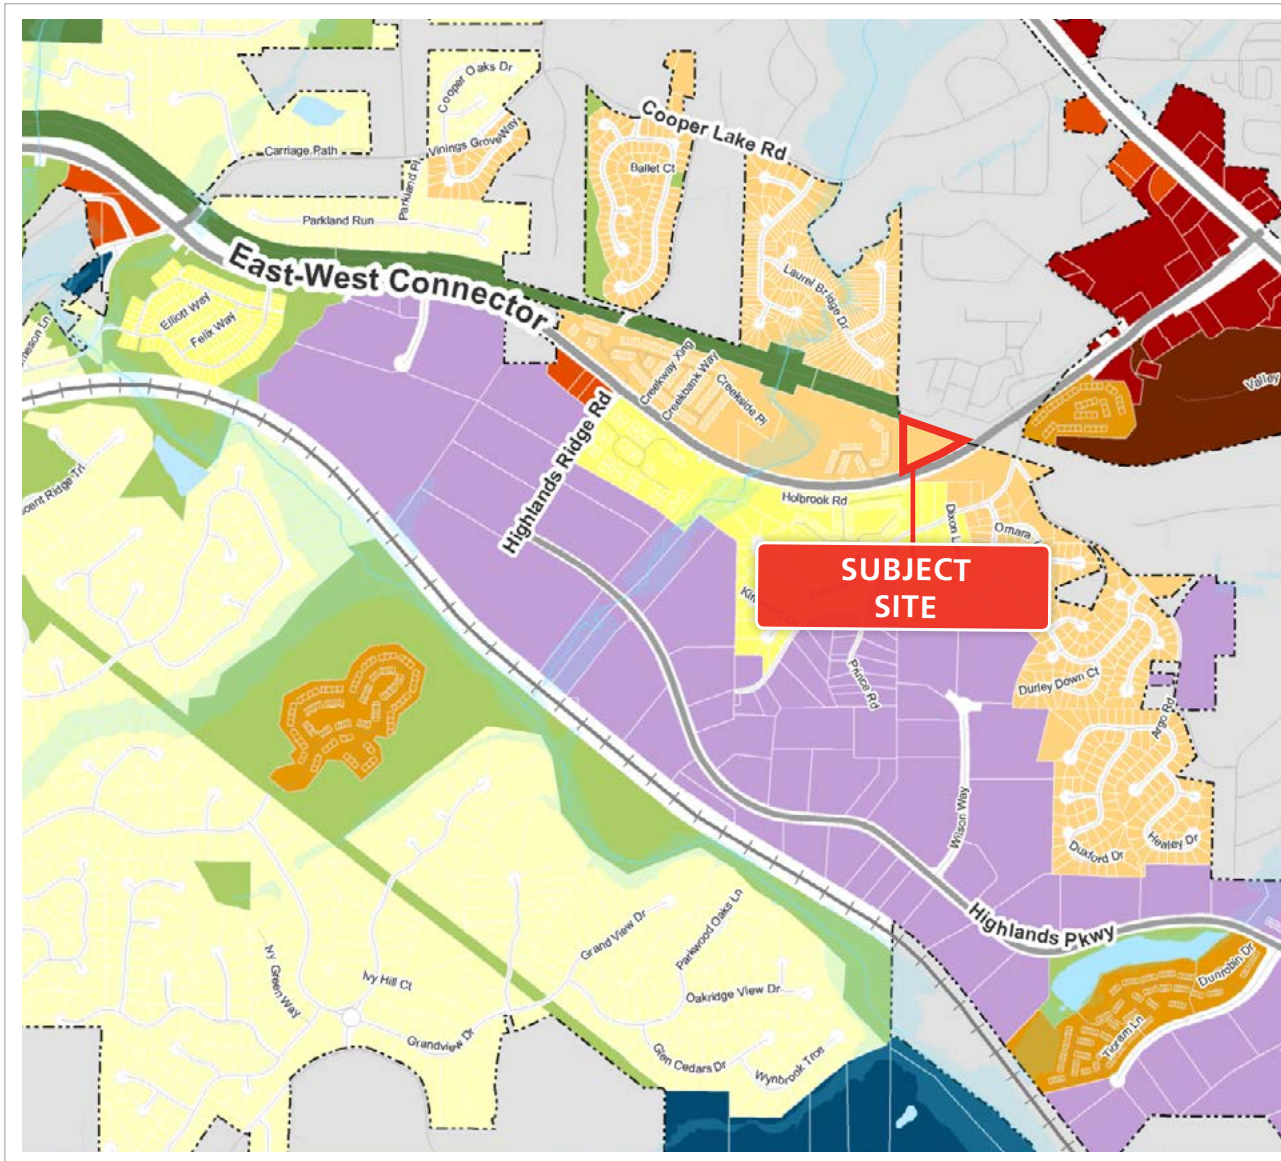 Cooper Oaks Dr
Cooper Lake Rd
Vinings Grove Way
Carriage Path
Parkland Pl
Ballet Ct
Parkland Run
East-West Connector
Laurel Bridge Dr
Elliott Way
Felix Way
Creekway Xing
Creekbank Way
Creekside Pl
Valley
Highlands Ridge Rd
Holbrook Rd
Omara
SUBJECT
SITE
Durley Down Ct
Prince Rd
Argo Rd
Wilson Way
Duxford Dr
Healey Dr
Highlands Pkwy
Grand View Dr
Parkwood Oaks Ln
Ivy Green Way
Ivy Hill Ct
Oakridge View Dr
Dunrobin Dr
Grandview Dr
Glen Cedars Dr
Wynbrook Trce